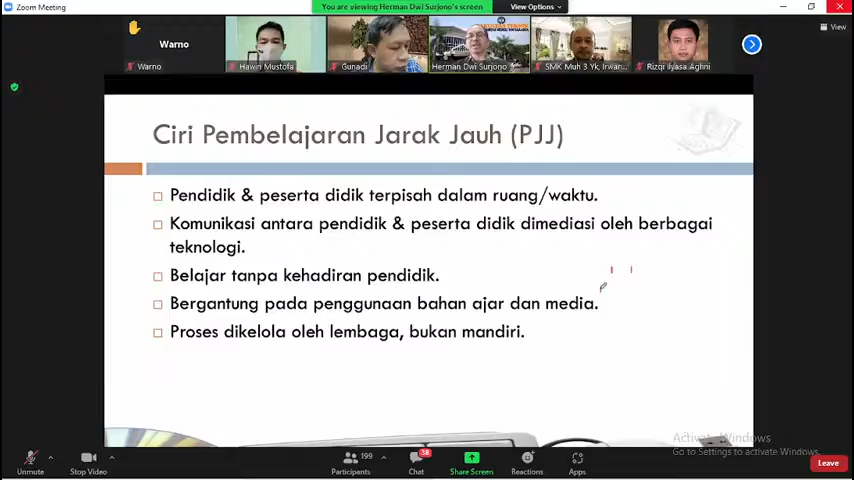 Zoom Meeting
You are viewing Herman Dwi Surjono's screen
View Options
View
Warno
Warno
Hawin Mustofa
Gunadi
Herman Dwi Surjono
SMK Muh 3 Yk, Irwan...
Rizqi Ilyasa Aghni
Ciri Pembelajaran Jarak Jauh (PJJ)
Pendidik & peserta didik terpisah dalam ruang/waktu.
Komunikasi antara pendidik & peserta didik dimediasi oleh berbagai
teknologi.
Belajar tanpa kehadiran pendidik.
Bergantung pada penggunaan bahan ajar dan media.
Proses dikelola oleh lembaga, bukan mandiri.
Activate Windows
Go to Settings to activate Windows.
Unmute
Stop Video
199
Participants
38
Chat
Share Screen
Reactions
Apps
Leave